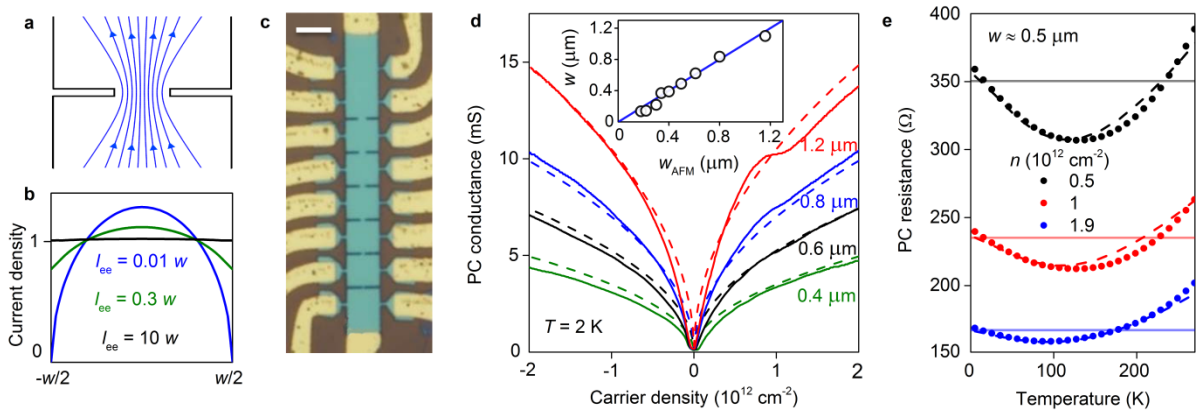 a
b
Current density
1
0
l_ee = 0.01 w
l_ee = 0.3 w
l_ee = 10 w
-w/2
w/2
c
d
PC conductance (mS)
15
10
5
0
-2
-1
0
1
2
Carrier density (10^12 cm^-2)
T = 2 K
1.2 μm
0.8 μm
0.6 μm
0.4 μm
w (μm)
1.2
0.8
0.4
0
0
0.4
0.8
1.2
w_AFM (μm)
e
w ≈ 0.5 μm
PC resistance (Ω)
400
350
300
250
200
150
n (10^12 cm^-2)
0.5
1
1.9
0
100
200
Temperature (K)